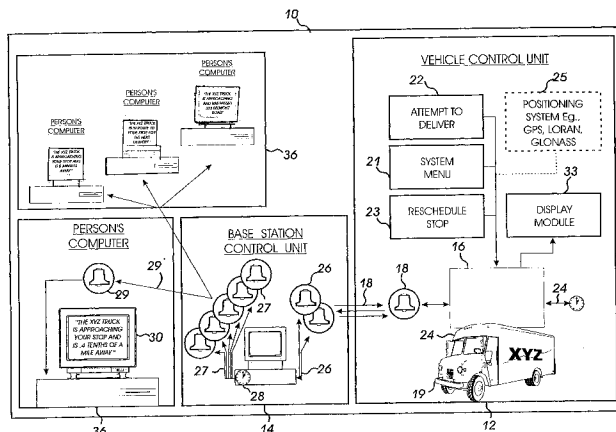 10
PERSON'S
COMPUTER
PERSON'S
COMPUTER
PERSON'S
COMPUTER
36
PERSON'S
COMPUTER
29
29'
"THE XYZ TRUCK
IS APPROACHING
YOUR STOP AND
IS .4 TENTHS OF A
MILE AWAY"
30
36
BASE STATION
CONTROL UNIT
27
26
27
28
26
14
18
18
VEHICLE CONTROL UNIT
22
ATTEMPT TO
DELIVER
25
POSITIONING
SYSTEM Eg.,
GPS, LORAN,
GLONASS
21
SYSTEM
MENU
33
23
RESCHEDULE
STOP
DISPLAY
MODULE
16
24
24
XYZ
19
12